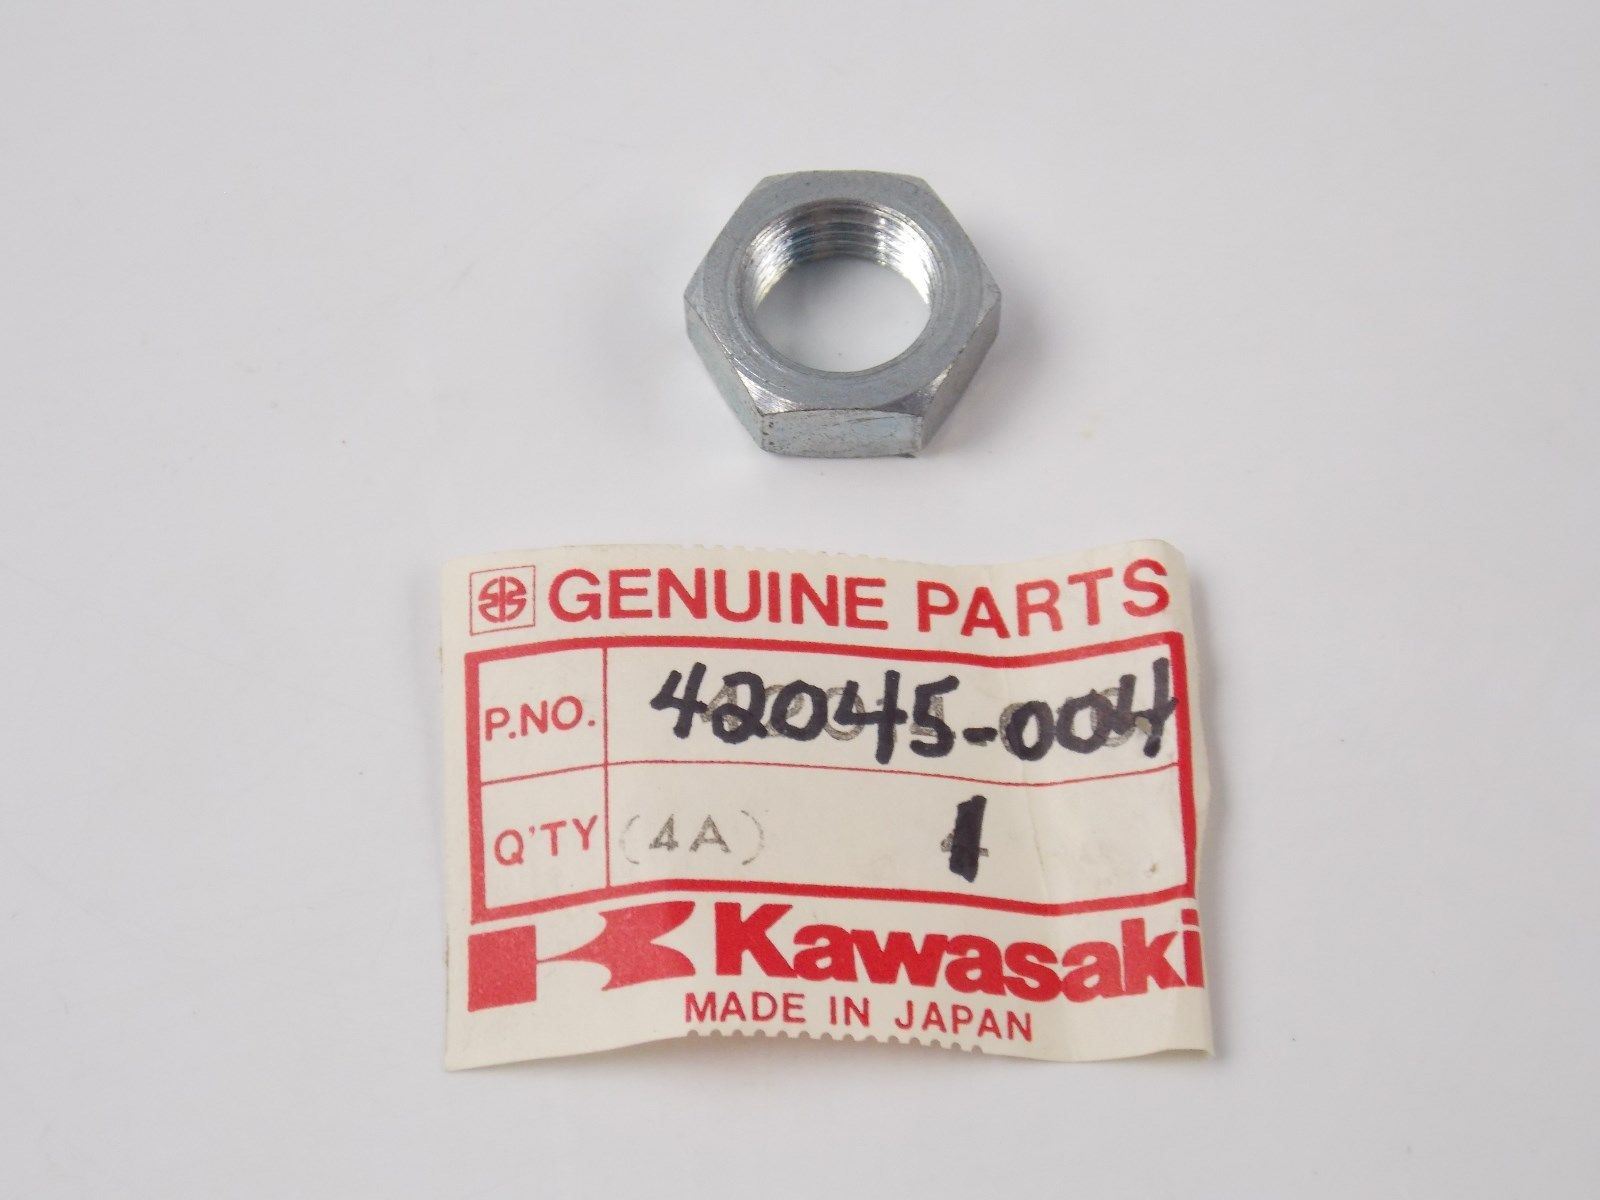 GENUINE PARTS
P.NO. 42045-004
Q'TY (4A) 1
Kawasaki
MADE IN JAPAN